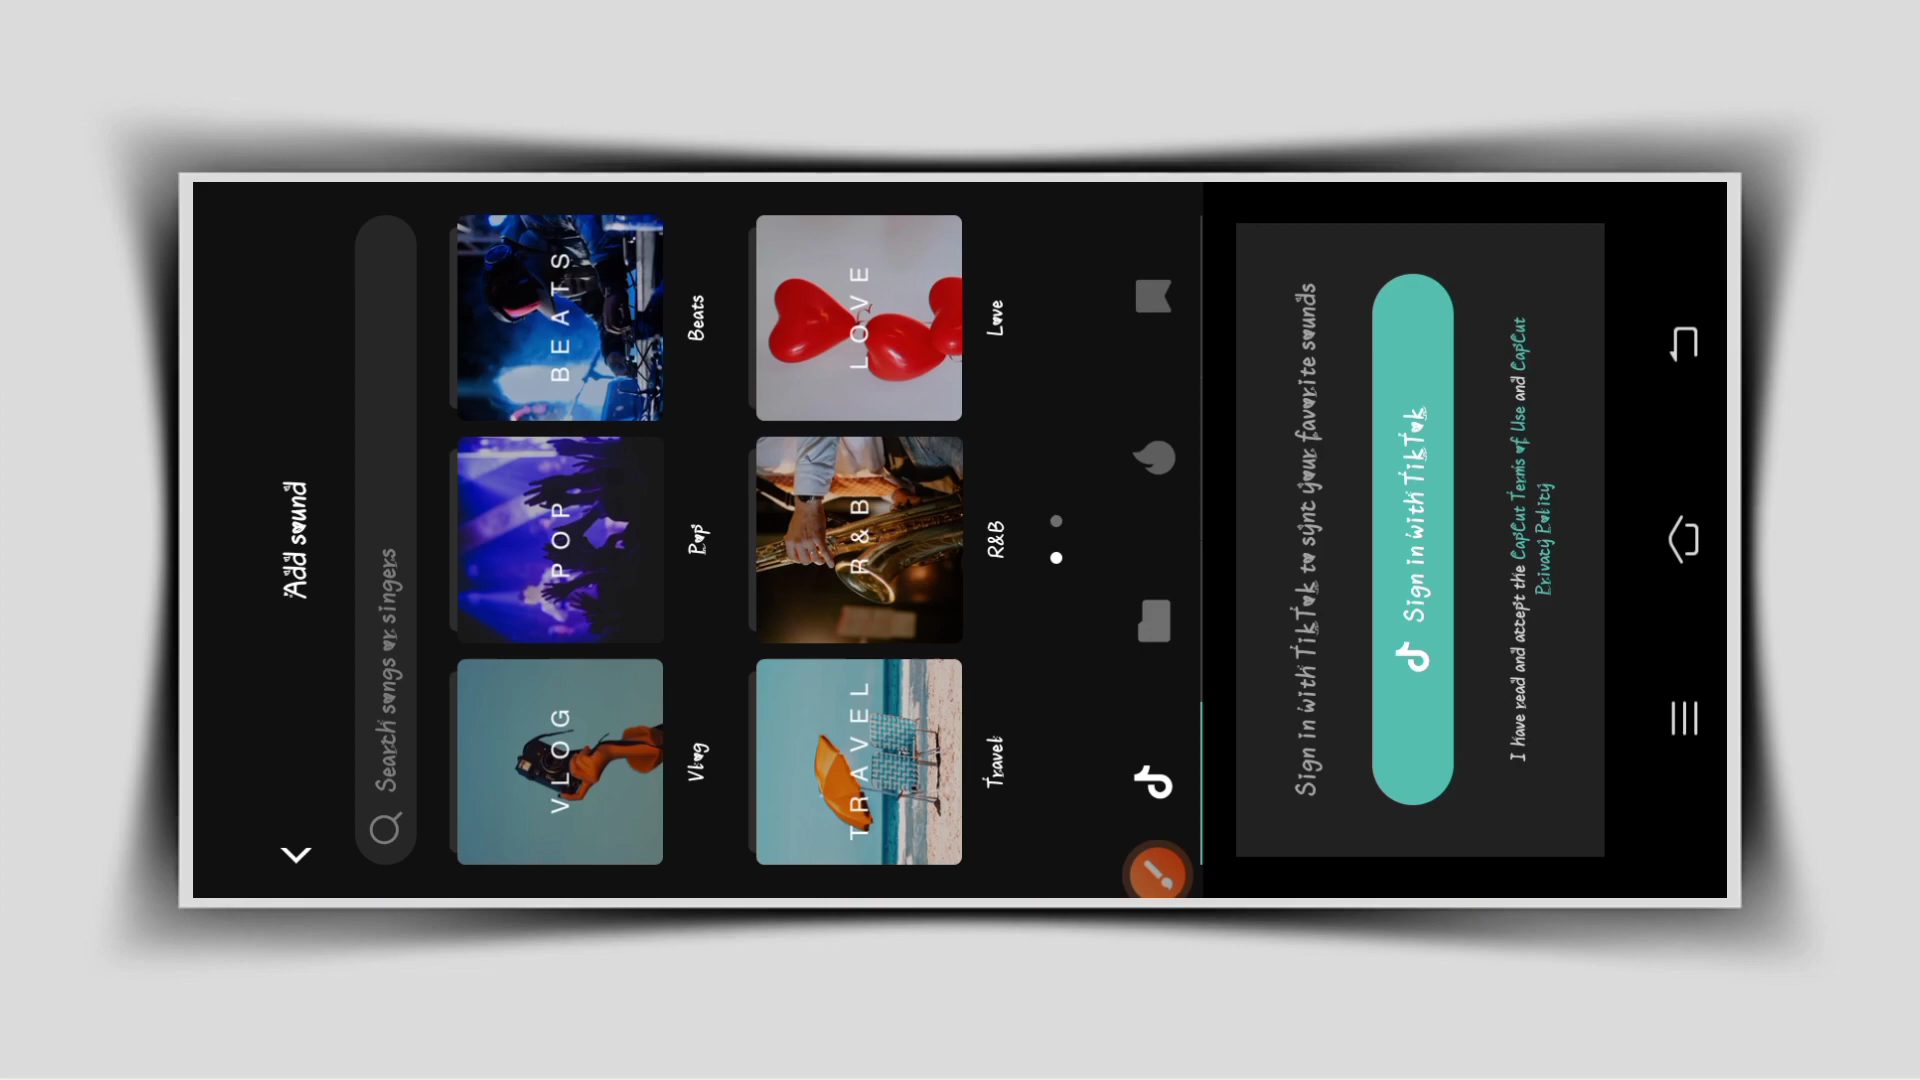 Add sound
Search songs or singers
VLOG
POP
BEATS
Vlog
Pop
Beats
TRAVEL
R&B
LOVE
Travel
R&B
Love
Sign in with TikTok to sync your favorite sounds
Sign in with TikTok
I have read and accept the CapCut Terms of Use and CapCut
Privacy Policy